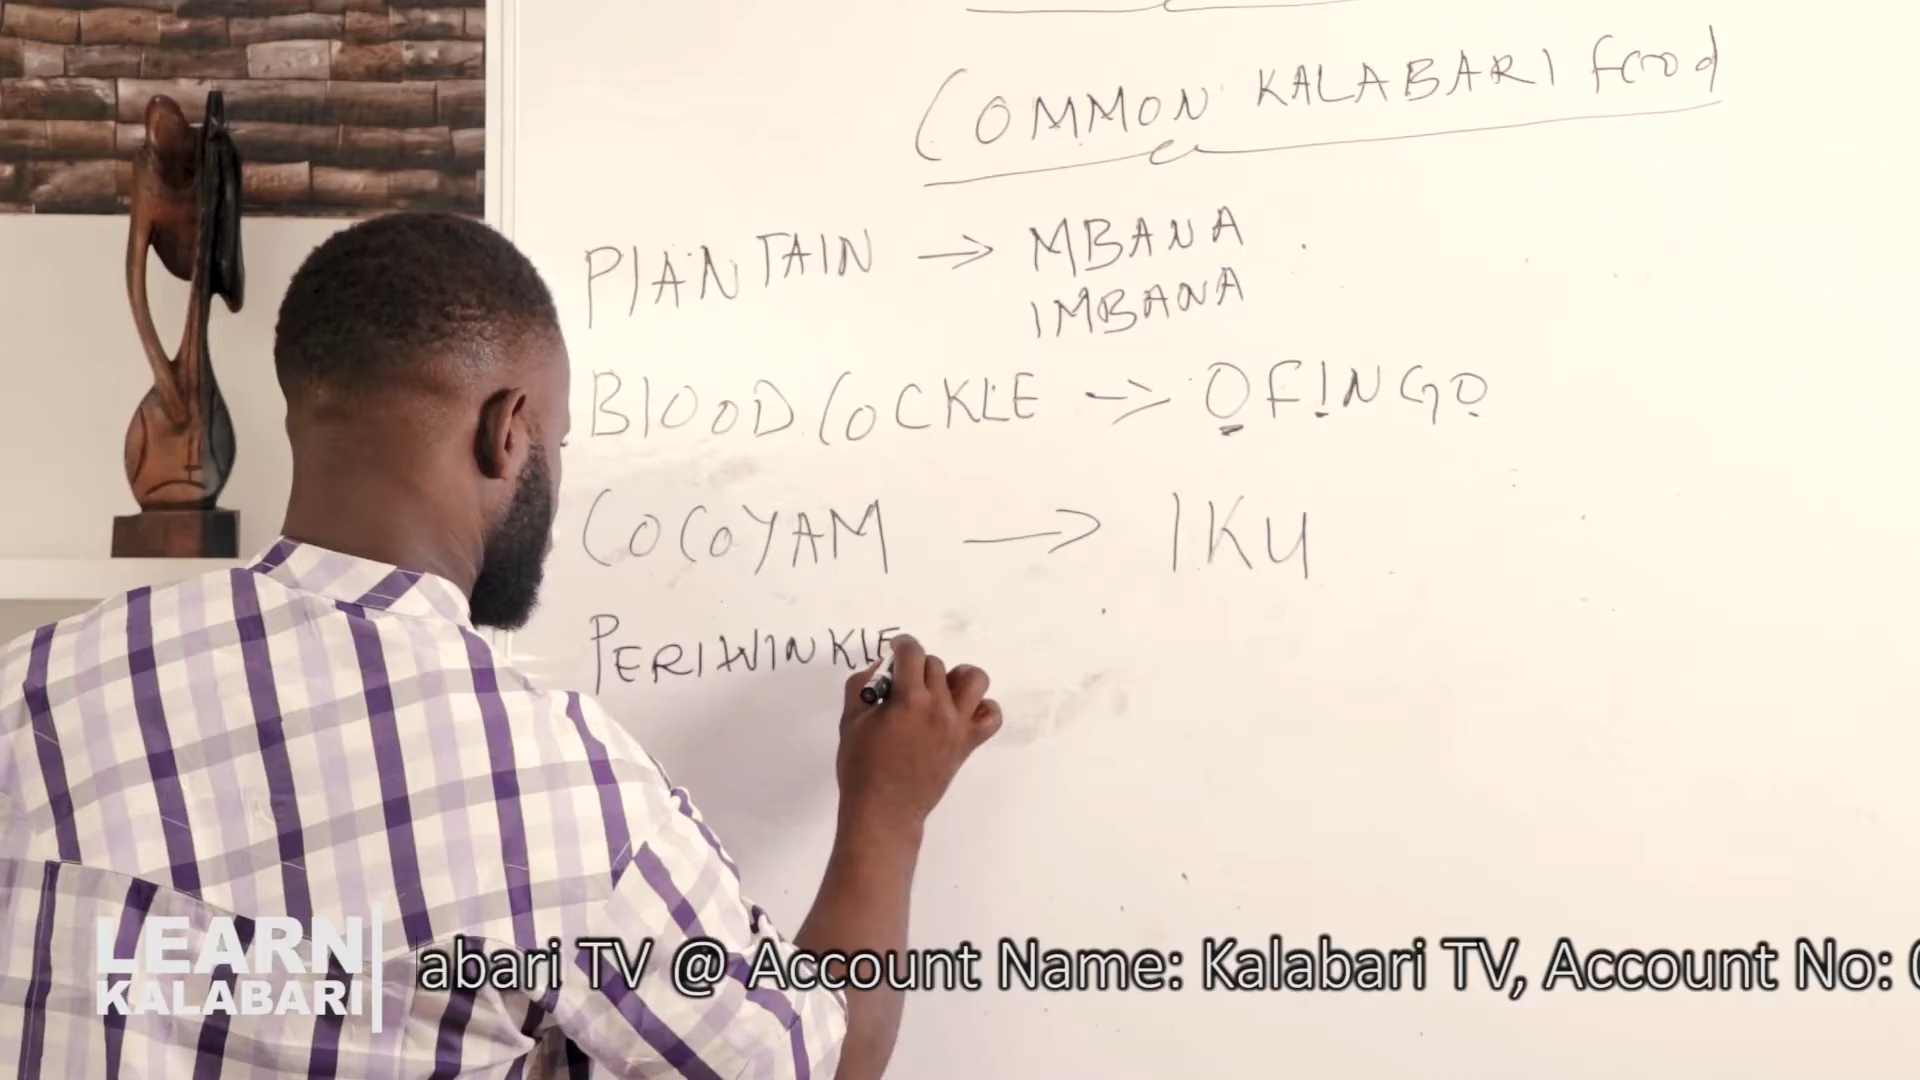 COMMON KALABARI food
PLANTAIN → MBANA
IMBANA
BLOOD COCKLE → Ọ F Ị N G Ọ
COCOYAM → IKU
PERIWINKLE
LEARN
KALABARI
abari TV @ Account Name: Kalabari TV, Account No: 0